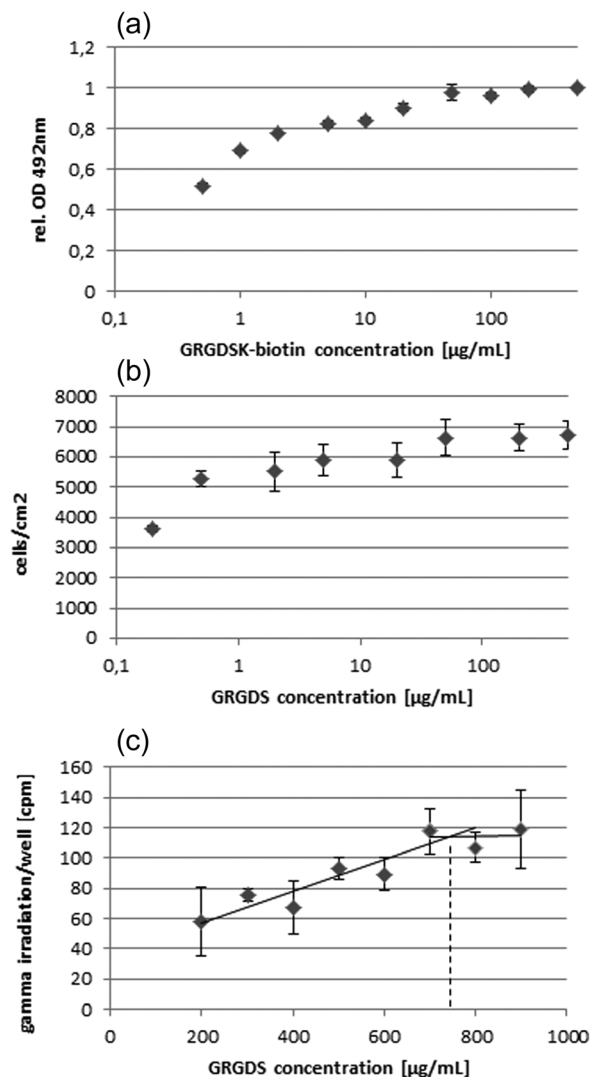 (a)
1,2
1
0,8
0,6
0,4
0,2
0
rel. OD 492nm
0,1 1 10 100
GRGDSK-biotin concentration [µg/mL]
(b)
8000
7000
6000
5000
4000
3000
2000
1000
0
cells/cm2
0,1 1 10 100
GRGDS concentration [µg/mL]
(c)
160
140
120
100
80
60
40
20
0
gamma irradiation/well [cpm]
0 200 400 600 800 1000
GRGDS concentration [µg/mL]